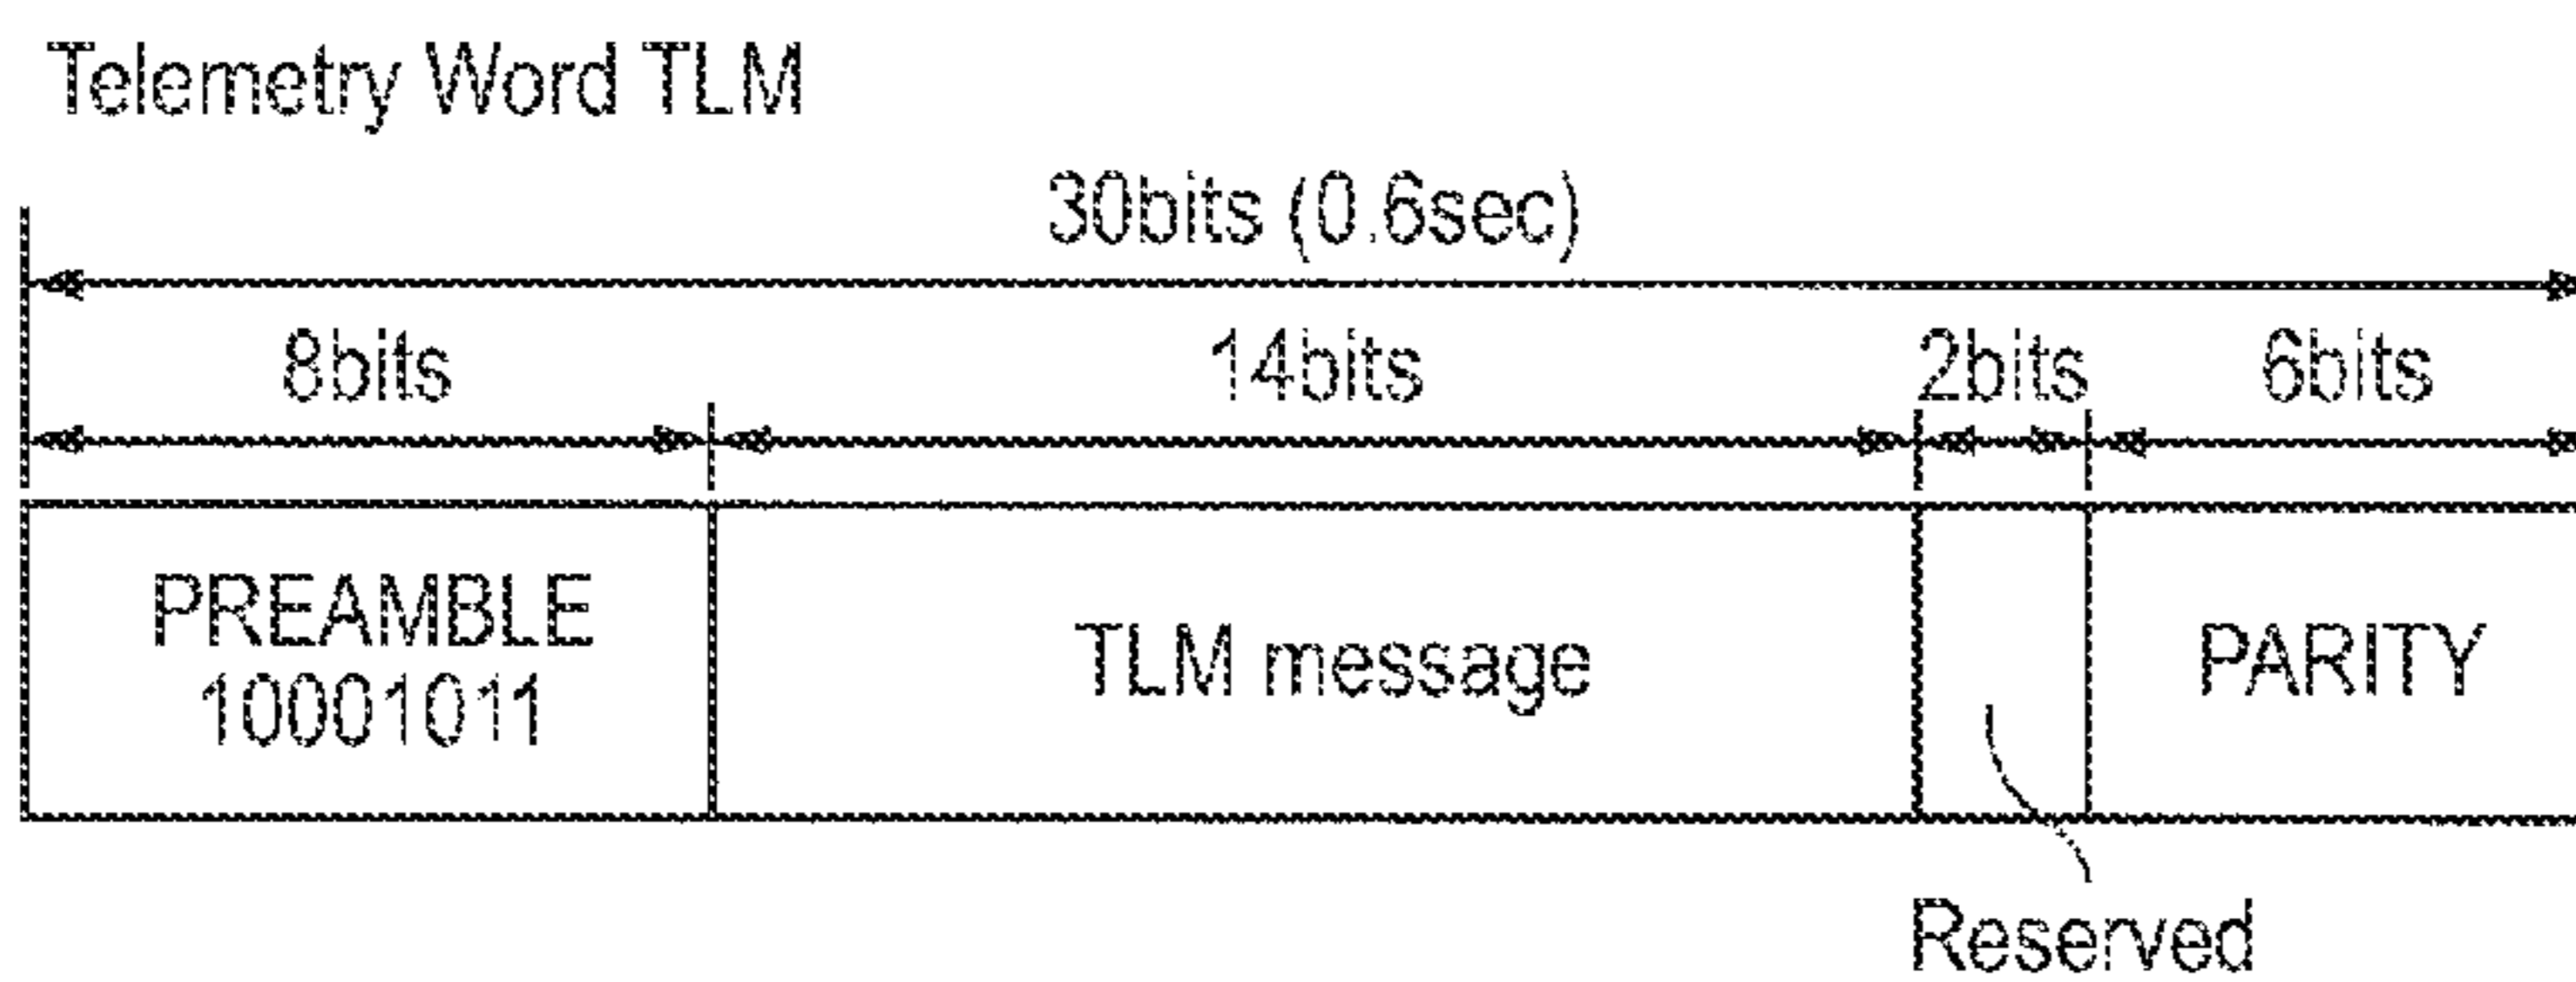 Telemetry Word TLM
30bits (0.6sec)
8bits 14bits 2bits 6bits
PREAMBLE
10001011
TLM message
PARITY
Reserved